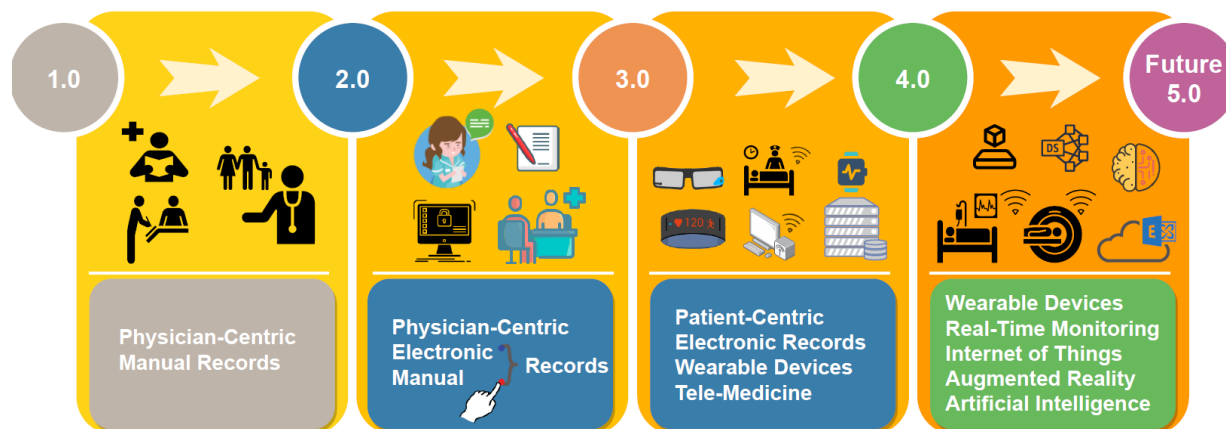 1.0
2.0
3.0
4.0
Future
5.0
DS
120
E
Physician-Centric
Manual Records
Physician-Centric
Electronic
Manual
Records
Patient-Centric
Electronic Records
Wearable Devices
Tele-Medicine
Wearable Devices
Real-Time Monitoring
Internet of Things
Augmented Reality
Artificial Intelligence